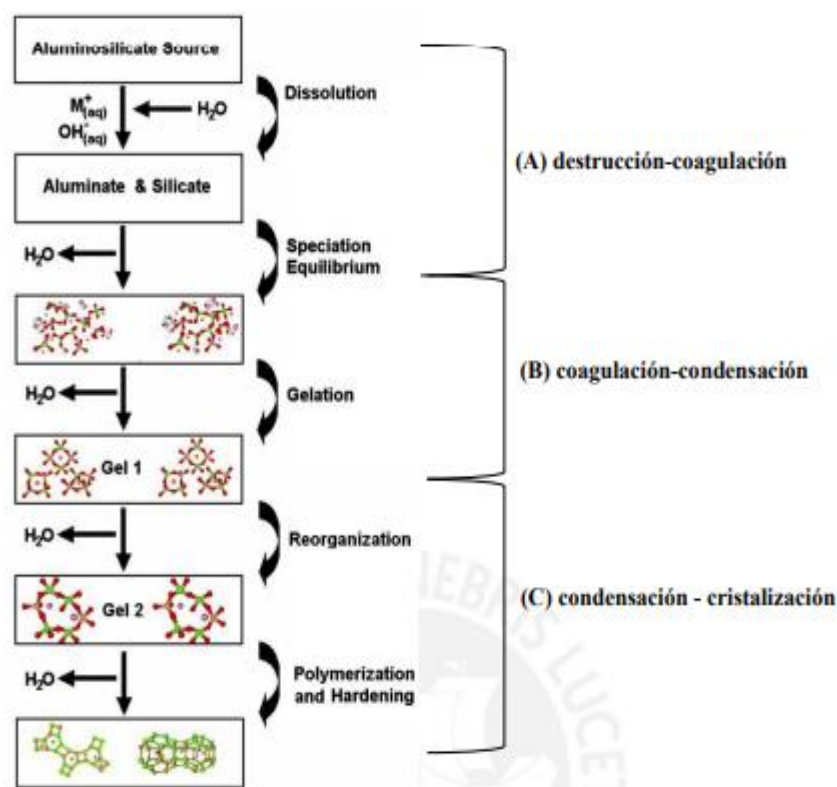 Aluminosilicate Source
M⁺(aq)
OH⁻(aq)
H₂O
Dissolution
(A) destrucción-coagulación
Aluminate & Silicate
H₂O
Speciation
Equilibrium
H₂O
Gelation
(B) coagulación-condensación
Gel 1
H₂O
Reorganization
Gel 2
(C) condensación - cristalización
H₂O
Polymerization
and Hardening
LUCE